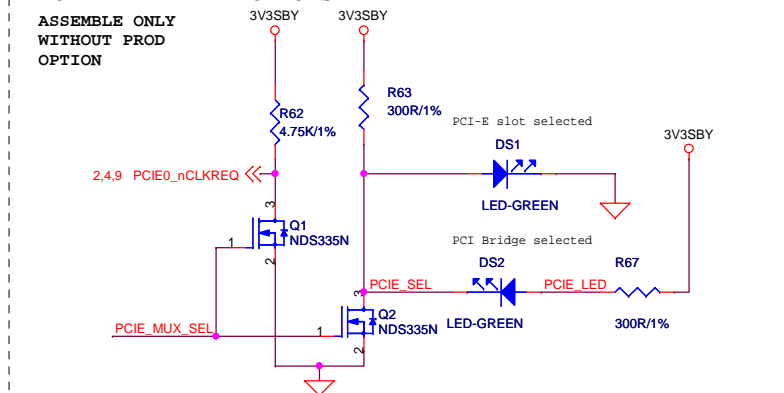 ASSEMBLE ONLY
WITHOUT PROD
OPTION
3V3SBY
3V3SBY
R62
4.75K/1%
R63
300R/1%
PCI-E slot selected
DS1
LED-GREEN
3V3SBY
2,4,9 PCIE0_nCLKREQ
3
Q1
NDS335N
1
2
PCI Bridge selected
DS2
R67
PCIE_SEL
PCIE_LED
LED-GREEN
300R/1%
3
Q2
NDS335N
PCIE_MUX_SEL
1
2